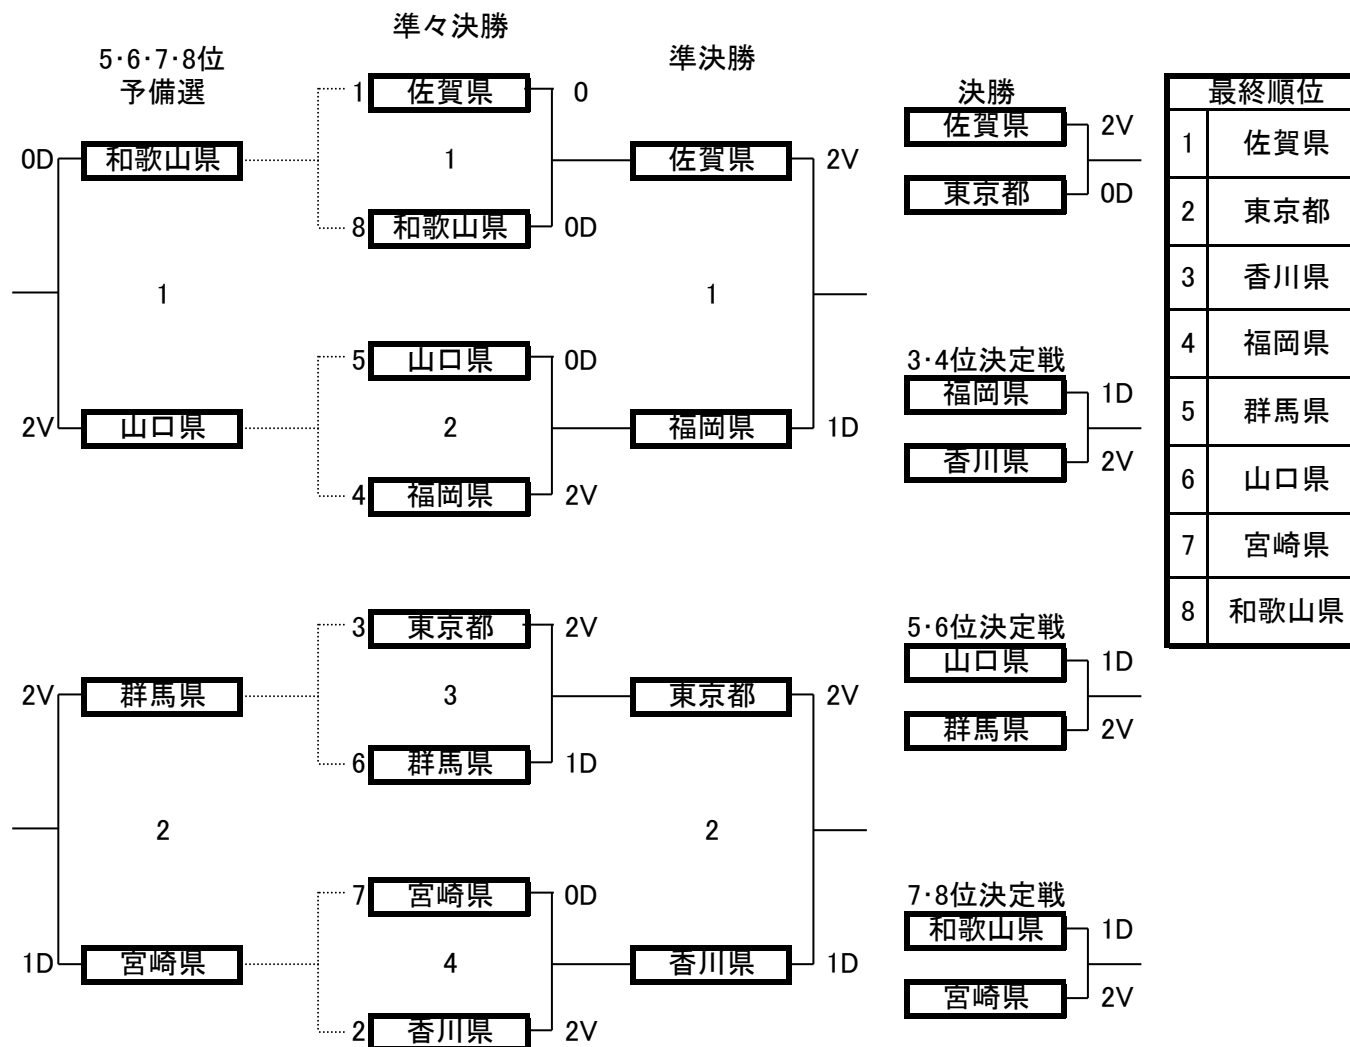 準々決勝
5・6・7・8位
予備選
準決勝
決勝
最終順位
1 佐賀県 0
0D 和歌山県
1
佐賀県 2V
8 和歌山県 0D
佐賀県 2V
東京都 0D
1 佐賀県
2 東京都
3 香川県
4 福岡県
5 群馬県
6 山口県
7 宮崎県
8 和歌山県
1
1
5 山口県 0D
2V 山口県
2
福岡県 1D
4 福岡県 2V
3・4位決定戦
福岡県 1D
香川県 2V
3 東京都 2V
2V 群馬県
3
東京都 2V
6 群馬県 1D
5・6位決定戦
山口県 1D
群馬県 2V
2
2
7 宮崎県 0D
1D 宮崎県
4
香川県 1D
2 香川県 2V
7・8位決定戦
和歌山県 1D
宮崎県 2V